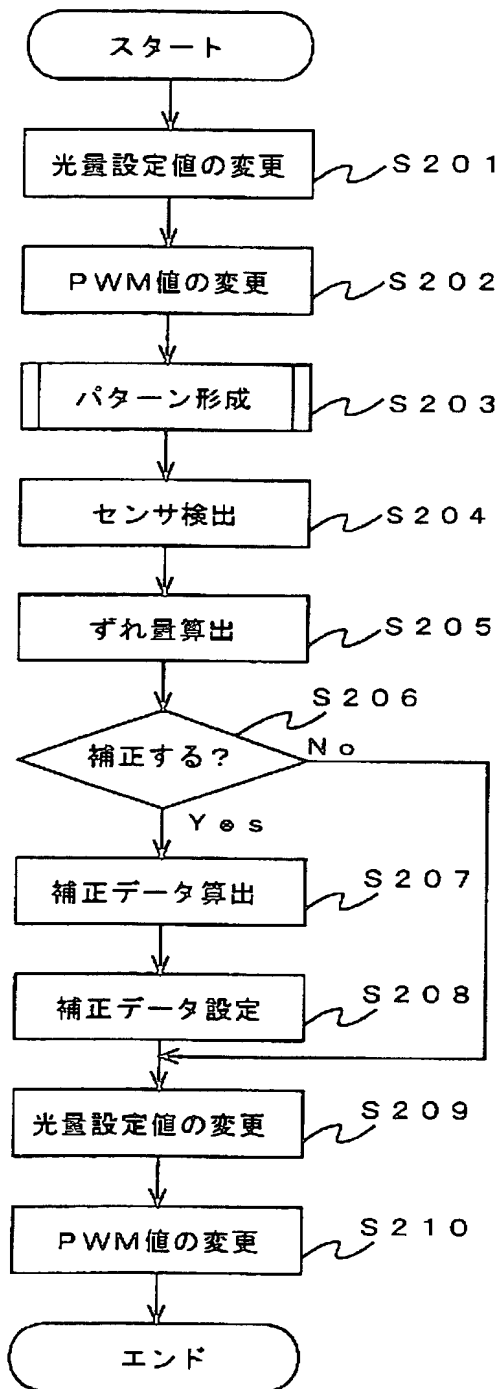 スタート
光量設定値の変更
S201
PWM値の変更
S202
パターン形成
S203
センサ検出
S204
ずれ量算出
S205
S206
補正する?
No
Yes
補正データ算出
S207
補正データ設定
S208
光量設定値の変更
S209
PWM値の変更
S210
エンド